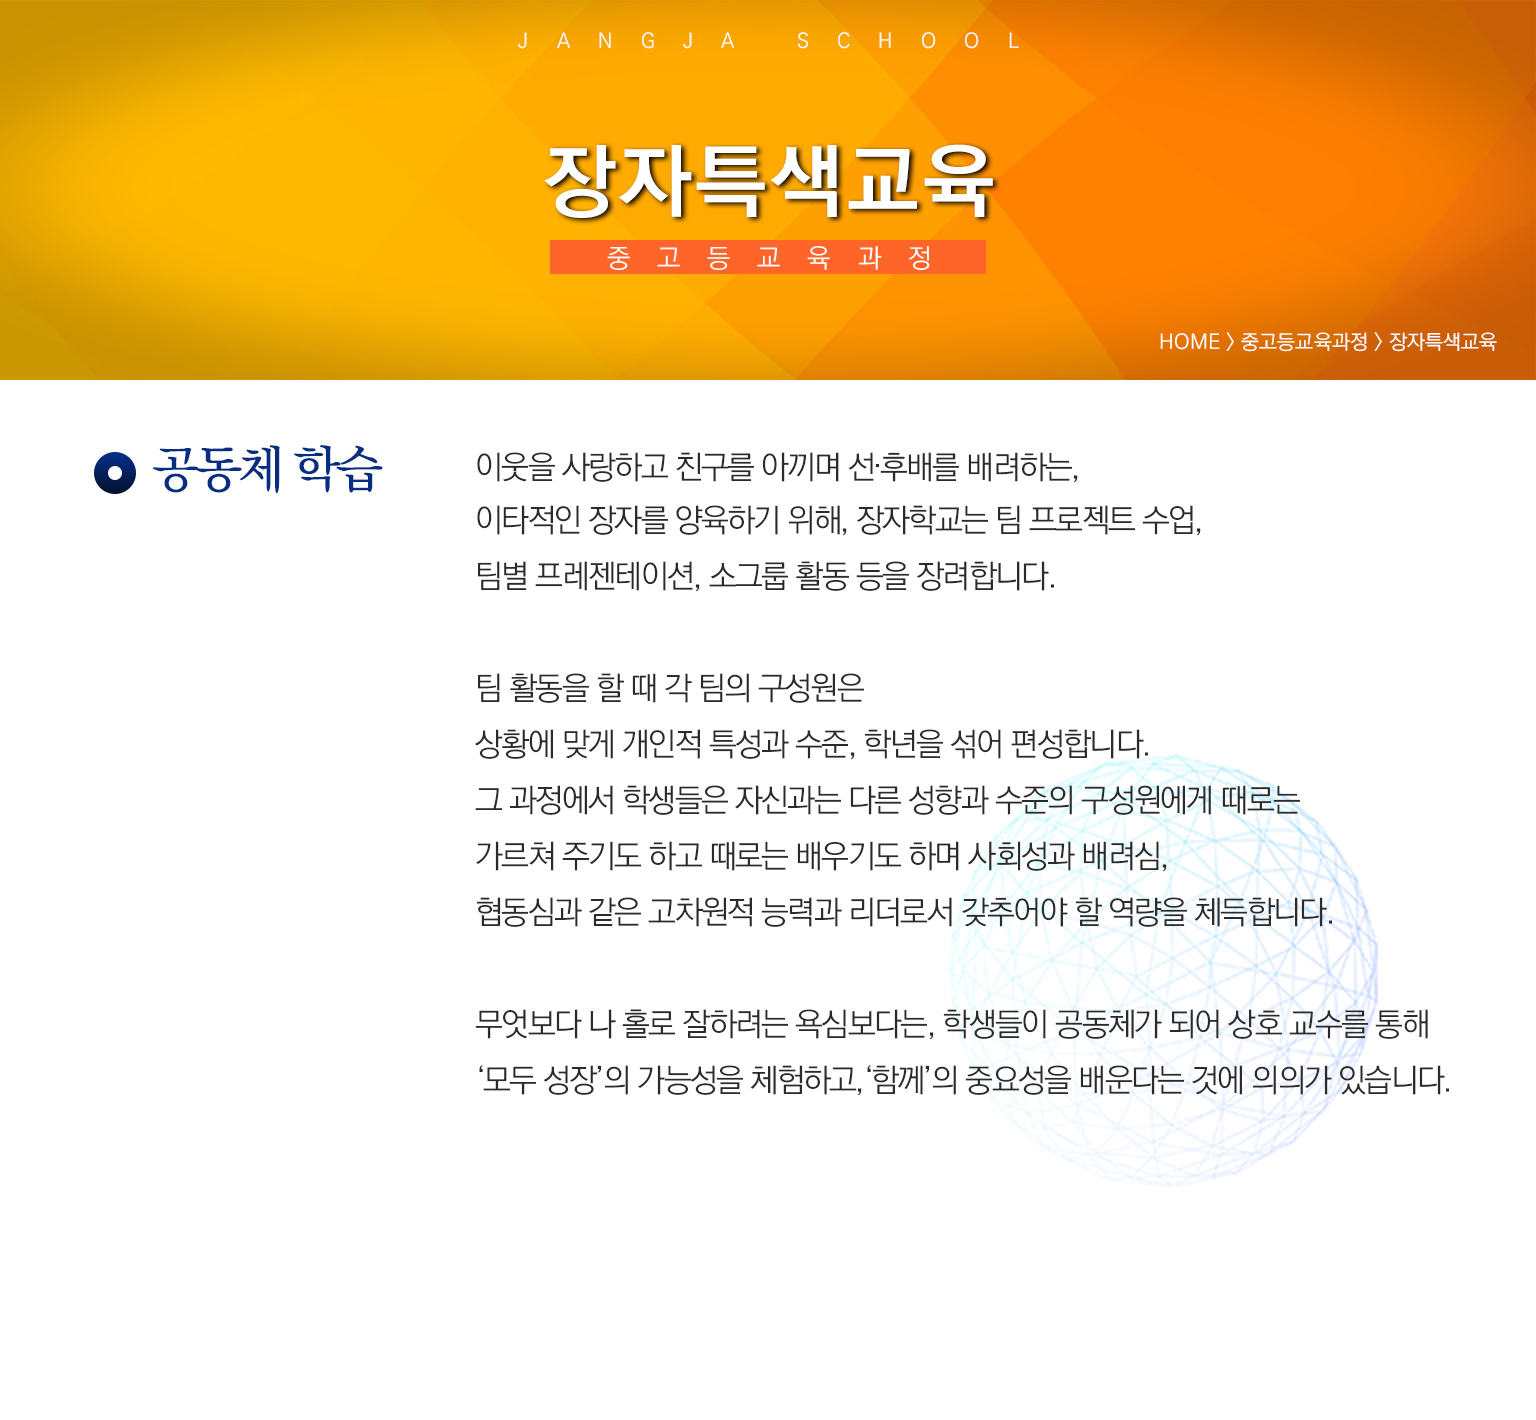 JANGJA SCHOOL
장자특색교육
중고등교육과정
HOME > 중고등교육과정 > 장자특색교육
공동체 학습
이웃을 사랑하고 친구를 아끼며 선·후배를 배려하는,
이타적인 장자를 양육하기 위해, 장자학교는 팀 프로젝트 수업,
팀별 프레젠테이션, 소그룹 활동 등을 장려합니다.
팀 활동을 할 때 각 팀의 구성원은
상황에 맞게 개인적 특성과 수준, 학년을 섞어 편성합니다.
그 과정에서 학생들은 자신과는 다른 성향과 수준의 구성원에게 때로는
가르쳐 주기도 하고 때로는 배우기도 하며 사회성과 배려심,
협동심과 같은 고차원적 능력과 리더로서 갖추어야 할 역량을 체득합니다.
무엇보다 나 홀로 잘하려는 욕심보다는, 학생들이 공동체가 되어 상호 교수를 통해
‘모두 성장’의 가능성을 체험하고, ‘함께’의 중요성을 배운다는 것에 의의가 있습니다.